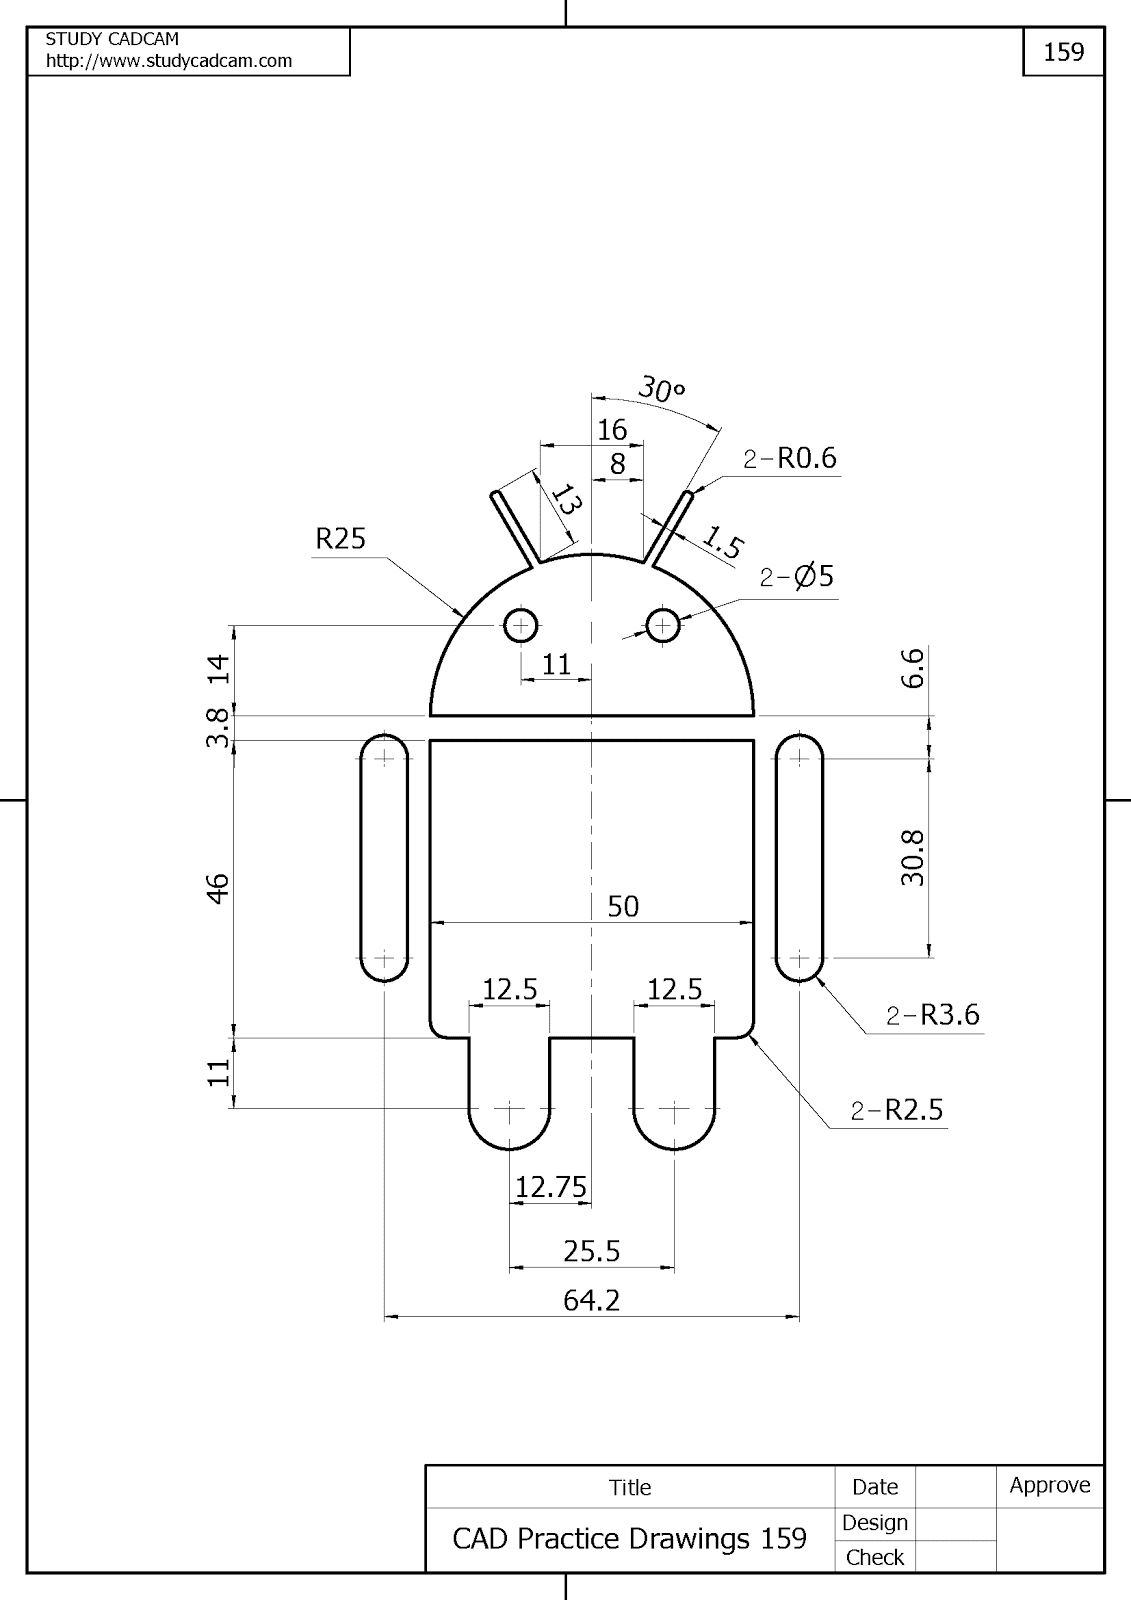 STUDY CADCAM
http://www.studycadcam.com
159
30°
16
2-R0.6
8
13
R25
1.5
2-Ø5
11
14
6.6
3.8
30.8
46
50
12.5
12.5
2-R3.6
11
2-R2.5
12.75
25.5
64.2
Title
Date
Approve
CAD Practice Drawings 159
Design
Check